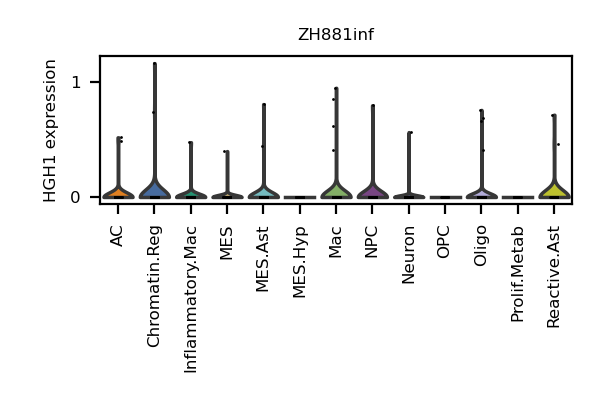 ZH881inf
HGH1 expression
1
0
AC
Chromatin.Reg
Inflammatory.Mac
MES
MES.Ast
MES.Hyp
Mac
NPC
Neuron
OPC
Oligo
Prolif.Metab
Reactive.Ast